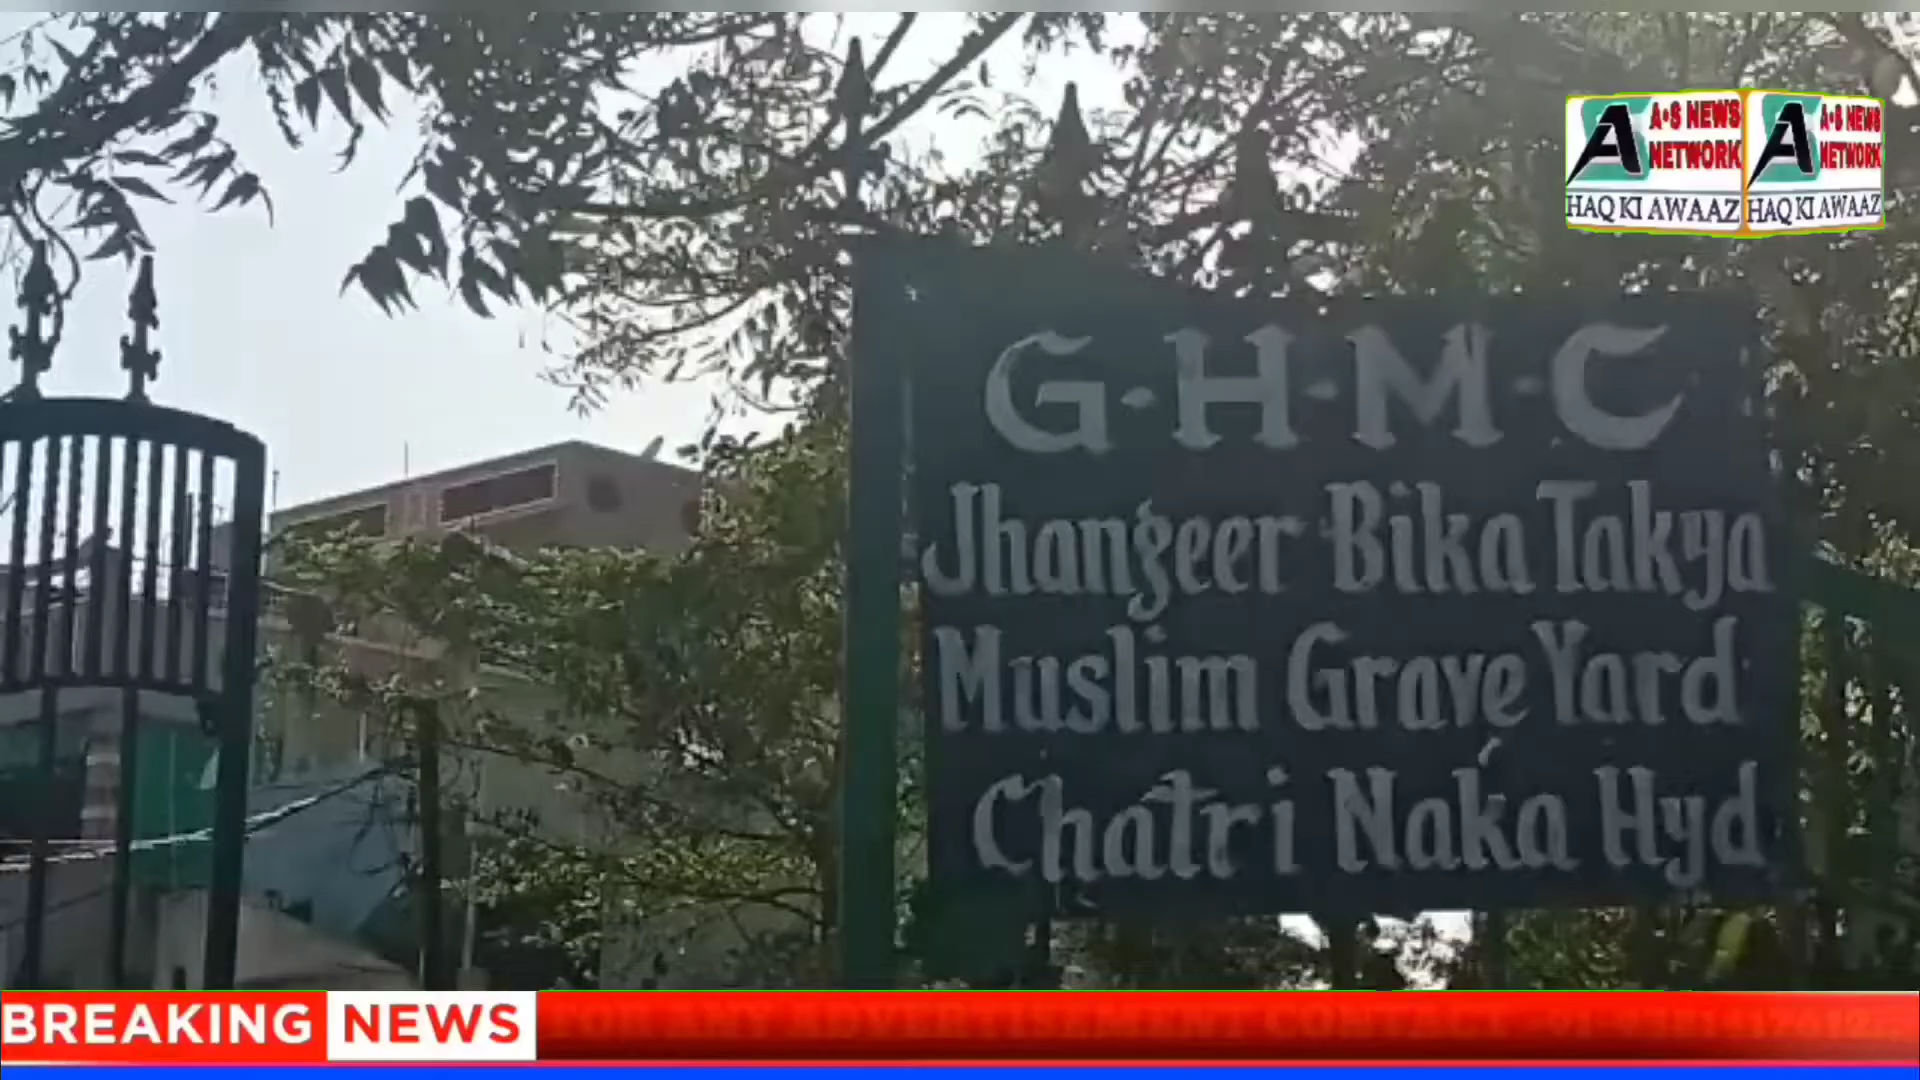 A•S NEWS
NETWORK
HAQ KI AWAAZ
A•S NEWS
NETWORK
HAQ KI AWAAZ
G·H·M·C
Jhangeer Bika Takya
Muslim Grave Yard
Chatri Naka Hyd
BREAKING NEWS